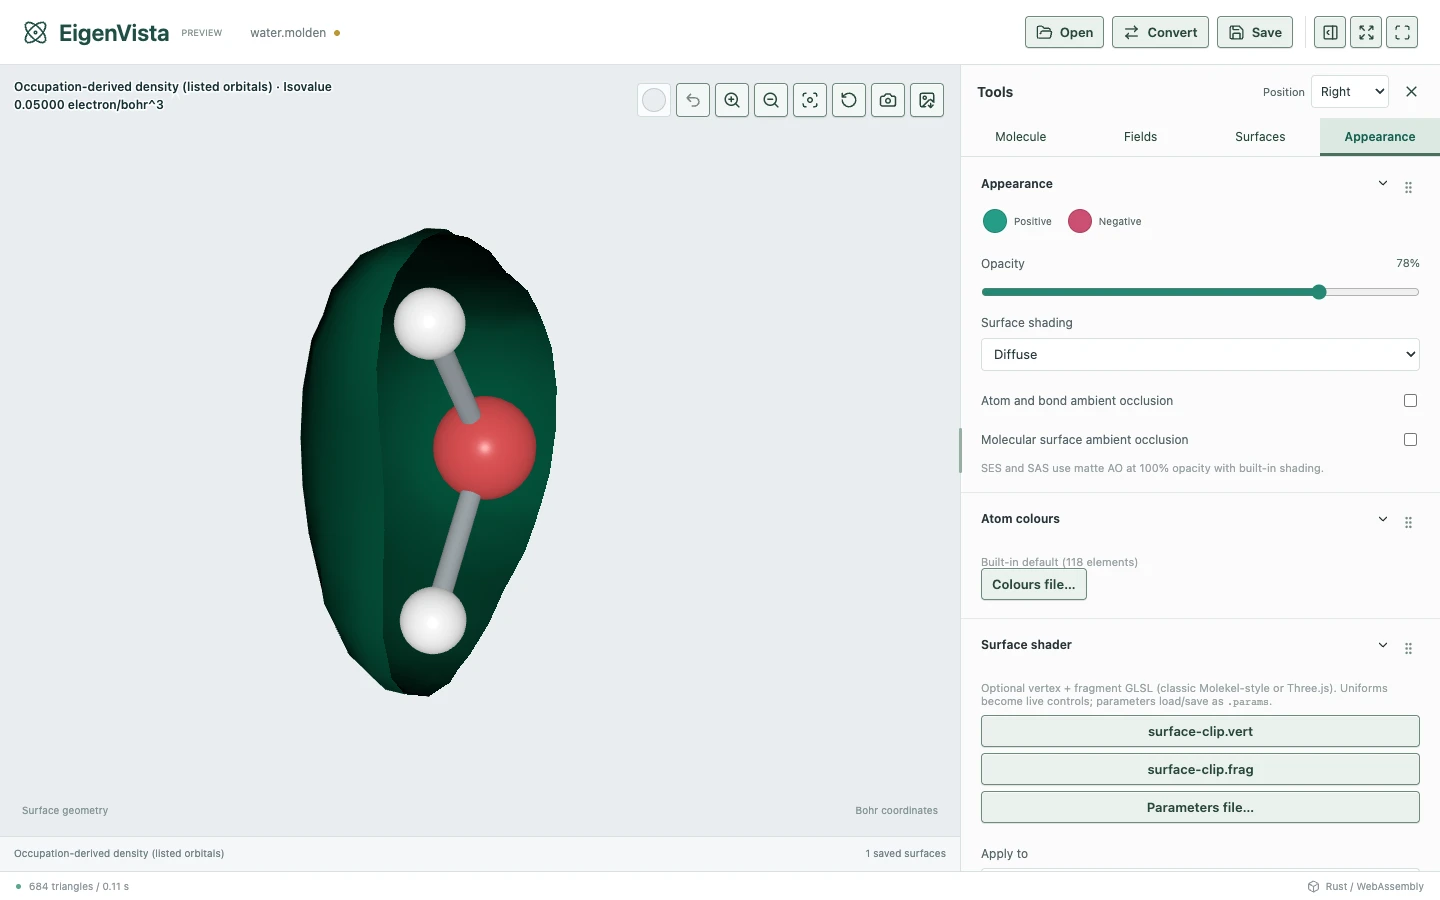 EigenVista PREVIEW water.molden
Open Convert Save
Occupation-derived density (listed orbitals) · Isovalue
0.05000 electron/bohr^3
Tools Position Right
Molecule Fields Surfaces Appearance
Appearance
Positive Negative
Opacity 78%
Surface shading
Diffuse
Atom and bond ambient occlusion
Molecular surface ambient occlusion
SES and SAS use matte AO at 100% opacity with built-in shading.
Atom colours
Built-in default (118 elements)
Colours file...
Surface shader
Optional vertex + fragment GLSL (classic Molekel-style or Three.js). Uniforms
become live controls; parameters load/save as .params.
surface-clip.vert
surface-clip.frag
Parameters file...
Apply to
Surface geometry Bohr coordinates
Occupation-derived density (listed orbitals) 1 saved surfaces
684 triangles / 0.11 s Rust / WebAssembly